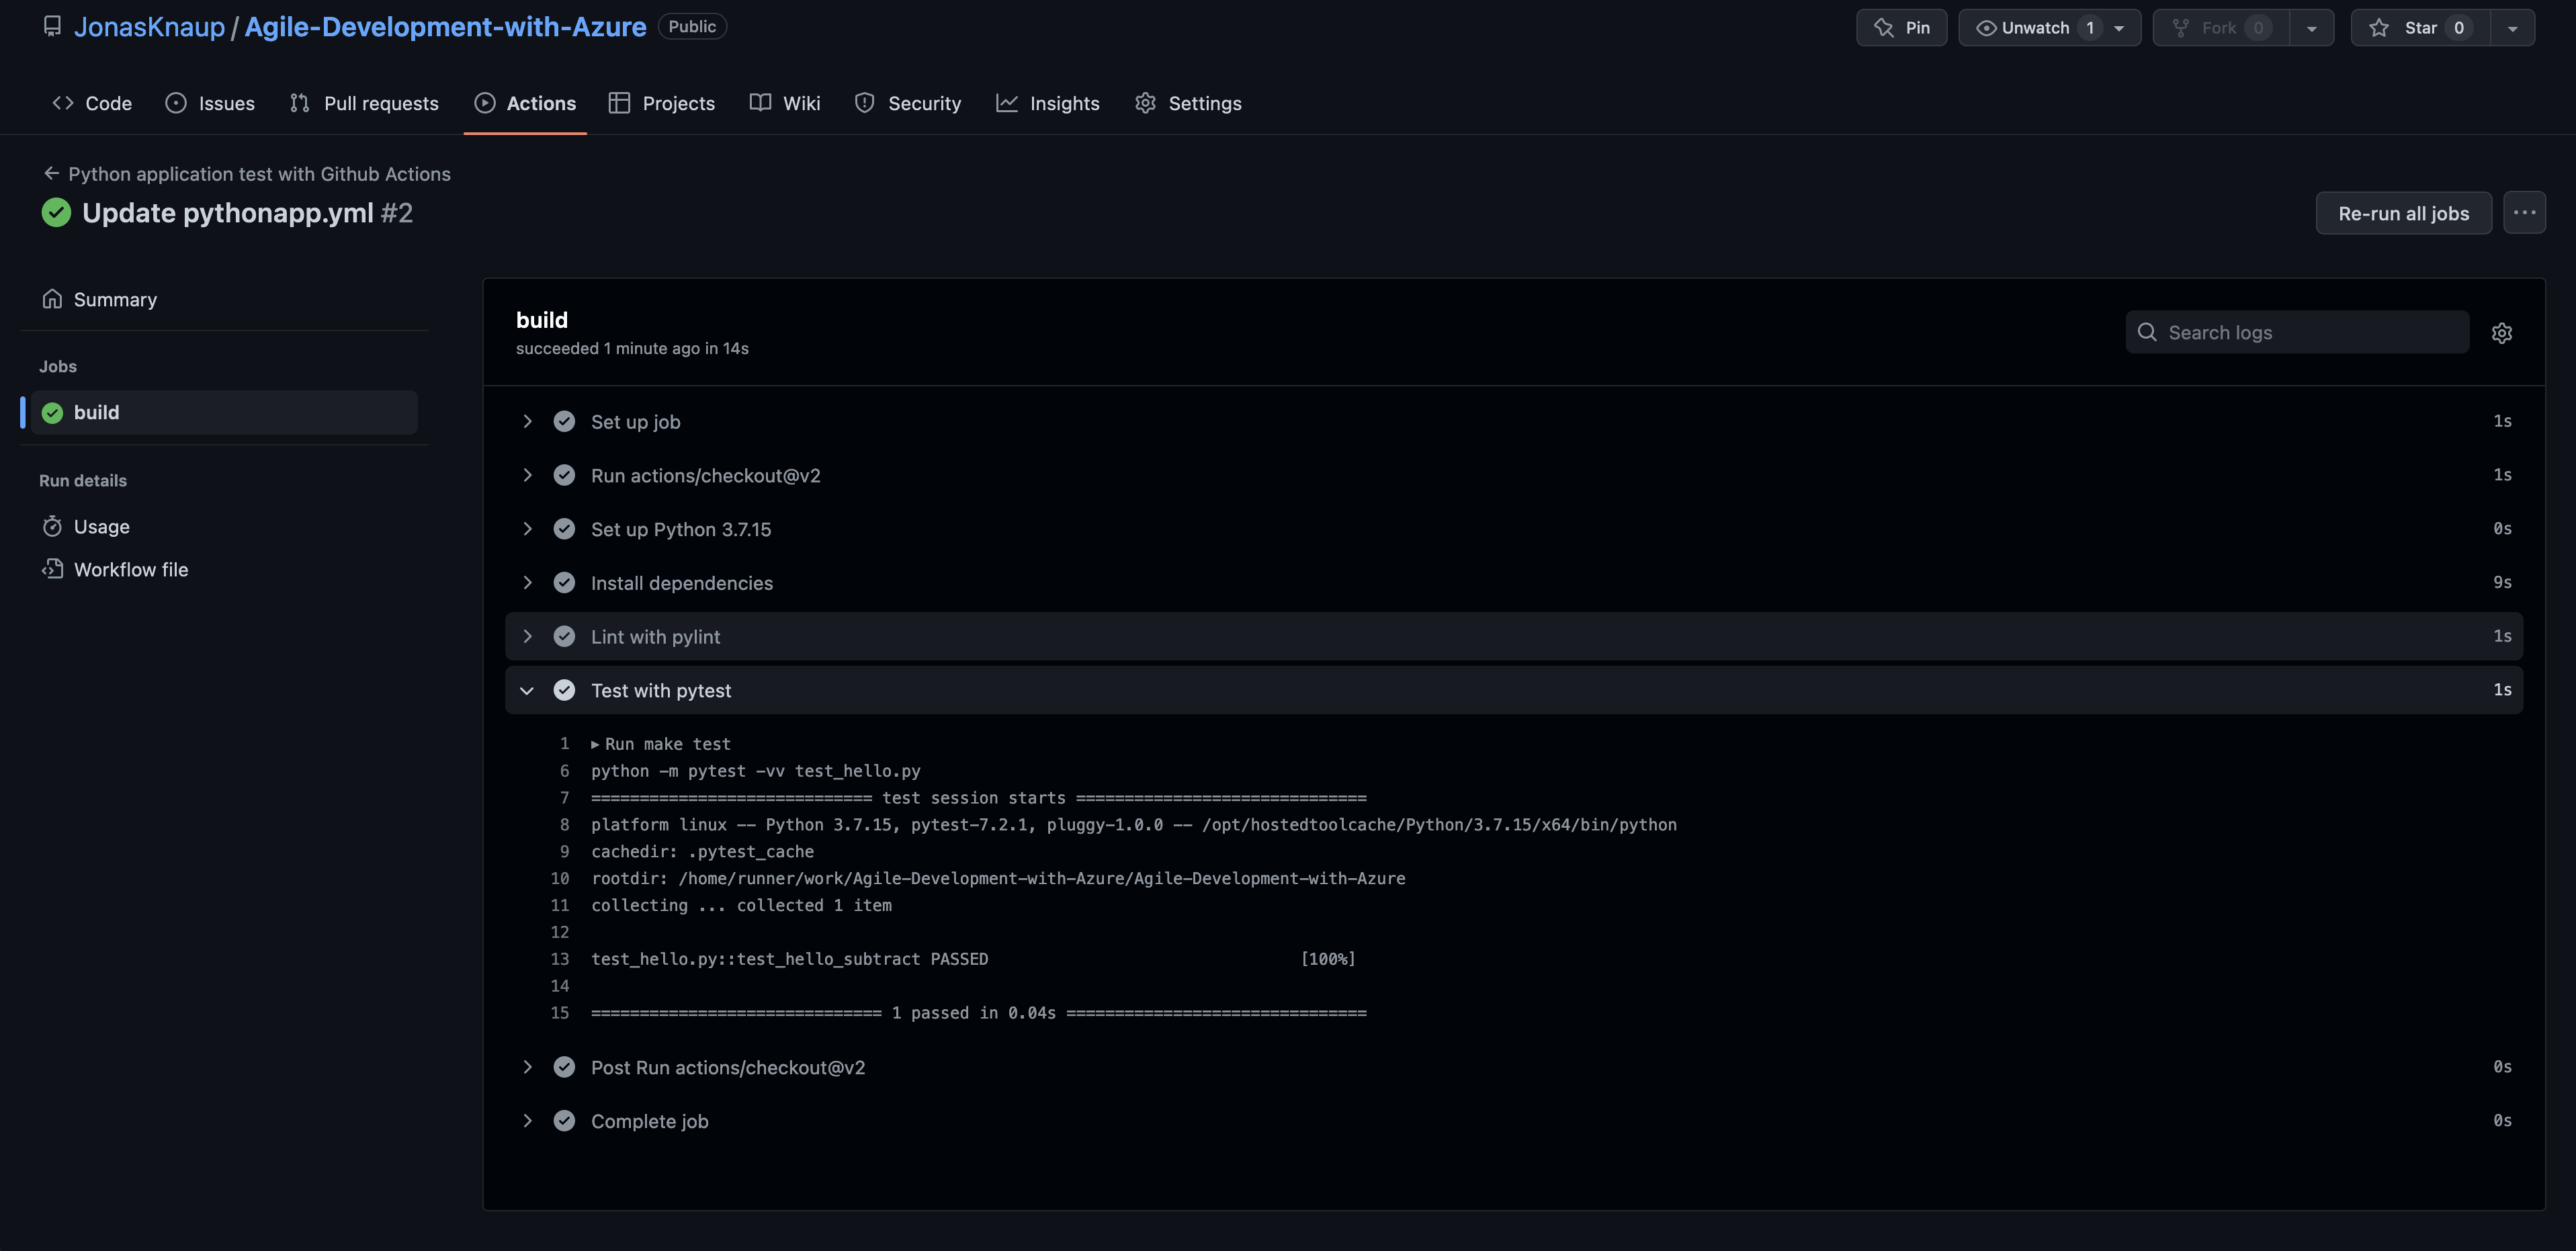 JonasKnaup / Agile-Development-with-Azure Public
Pin
Unwatch 1
Fork 0
Star 0
Code
Issues
Pull requests
Actions
Projects
Wiki
Security
Insights
Settings
← Python application test with Github Actions
Update pythonapp.yml #2
Re-run all jobs
...
Summary
Jobs
build
Run details
Usage
Workflow file
build
succeeded 1 minute ago in 14s
Search logs
Set up job 1s
Run actions/checkout@v2 1s
Set up Python 3.7.15 0s
Install dependencies 9s
Lint with pylint 1s
Test with pytest 1s
1 ▸ Run make test
6 python -m pytest -vv test_hello.py
7 ============================= test session starts ==============================
8 platform linux -- Python 3.7.15, pytest-7.2.1, pluggy-1.0.0 -- /opt/hostedtoolcache/Python/3.7.15/x64/bin/python
9 cachedir: .pytest_cache
10 rootdir: /home/runner/work/Agile-Development-with-Azure/Agile-Development-with-Azure
11 collecting ... collected 1 item
12
13 test_hello.py::test_hello_subtract PASSED [100%]
14
15 ============================== 1 passed in 0.04s ===============================
Post Run actions/checkout@v2 0s
Complete job 0s